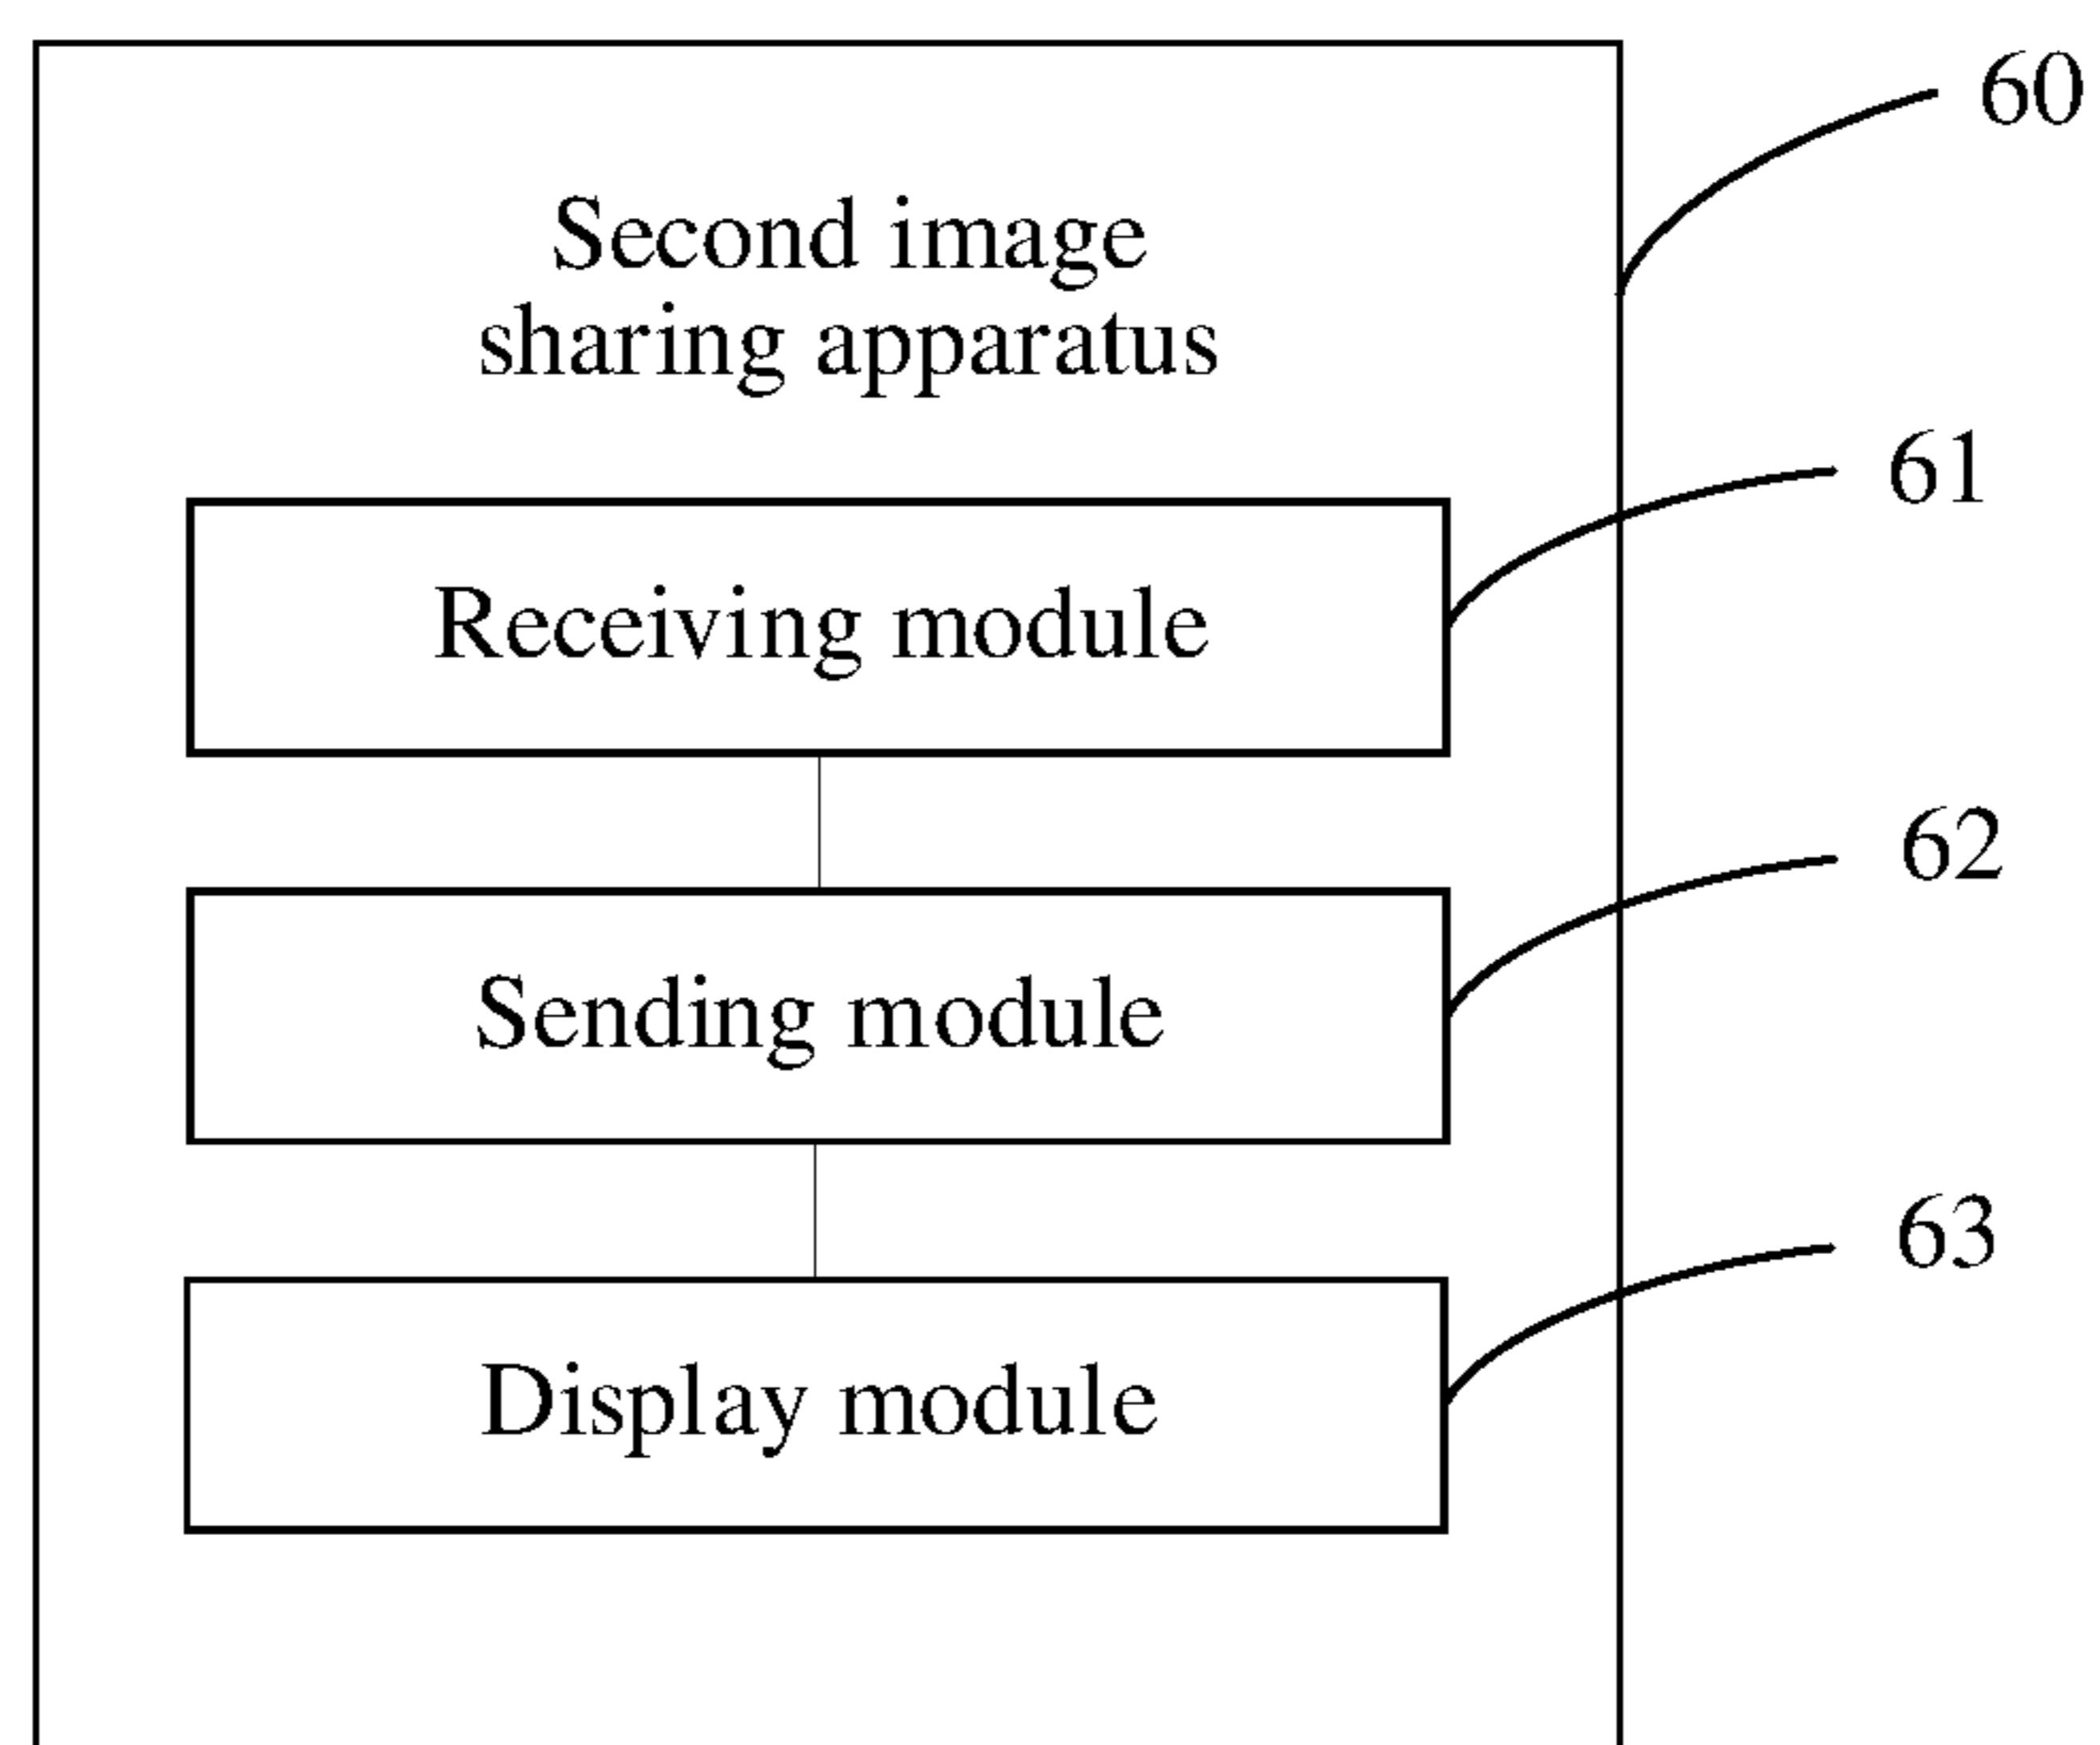 60
Second image
sharing apparatus
61
Receiving module
62
Sending module
63
Display module